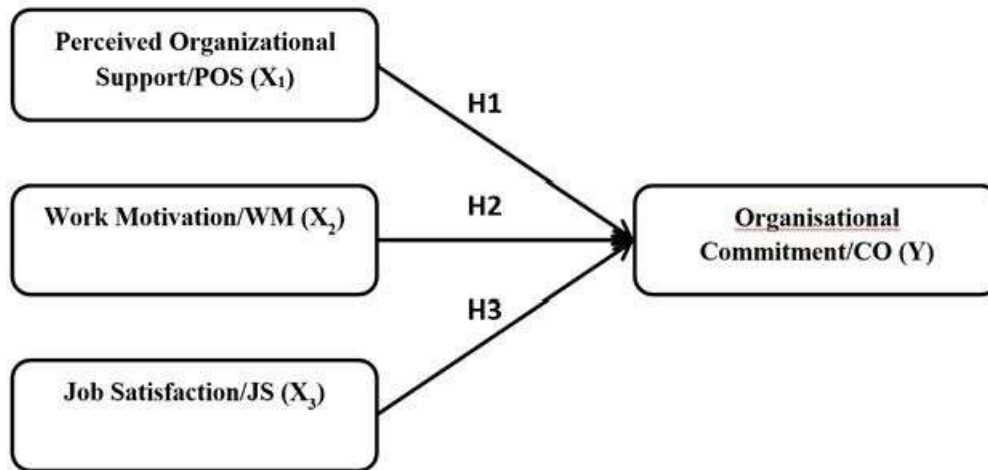 Perceived Organizational
Support/POS (X₁)
H1
Work Motivation/WM (X₂)
H2
Organisational
Commitment/CO (Y)
H3
Job Satisfaction/JS (X₃)